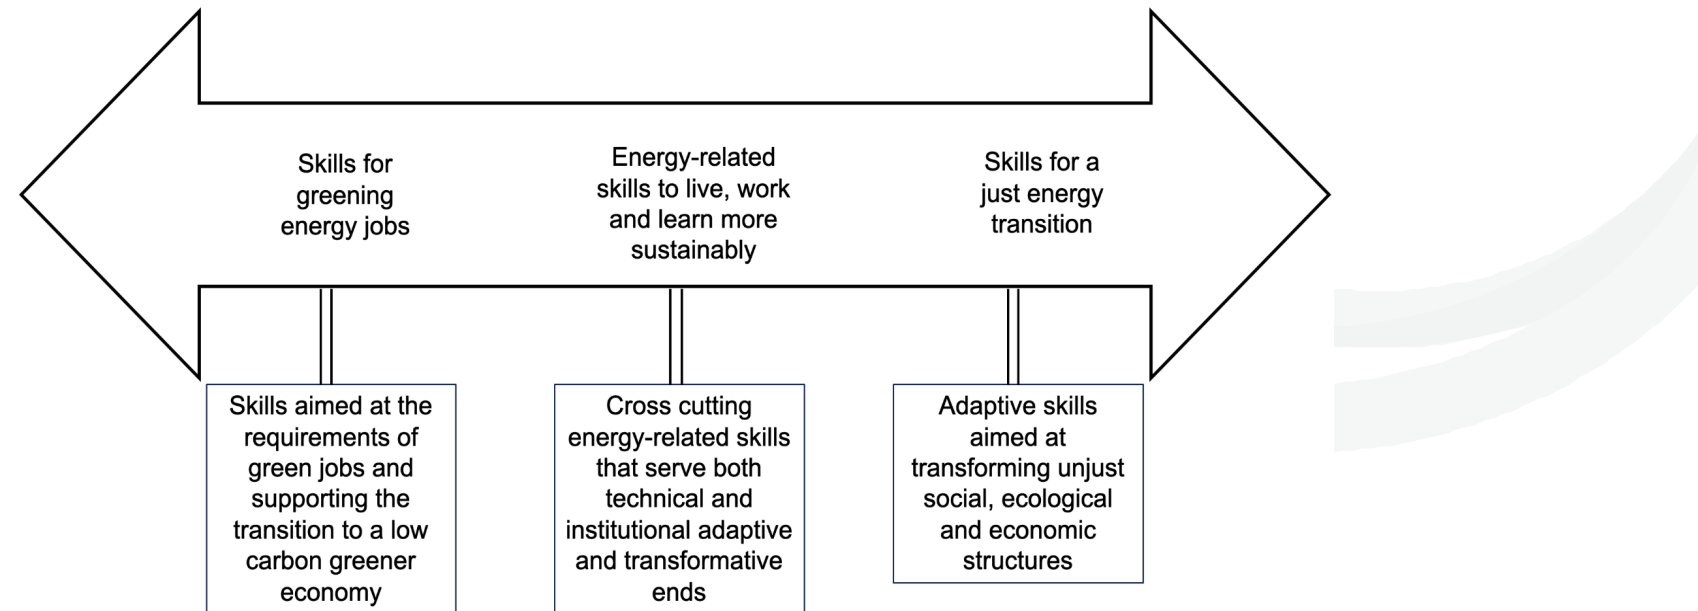 Skills for
greening
energy jobs
Energy-related
skills to live, work
and learn more
sustainably
Skills for a
just energy
transition
Skills aimed at the
requirements of
green jobs and
supporting the
transition to a low
carbon greener
economy
Cross cutting
energy-related skills
that serve both
technical and
institutional adaptive
and transformative
ends
Adaptive skills
aimed at
transforming unjust
social, ecological
and economic
structures